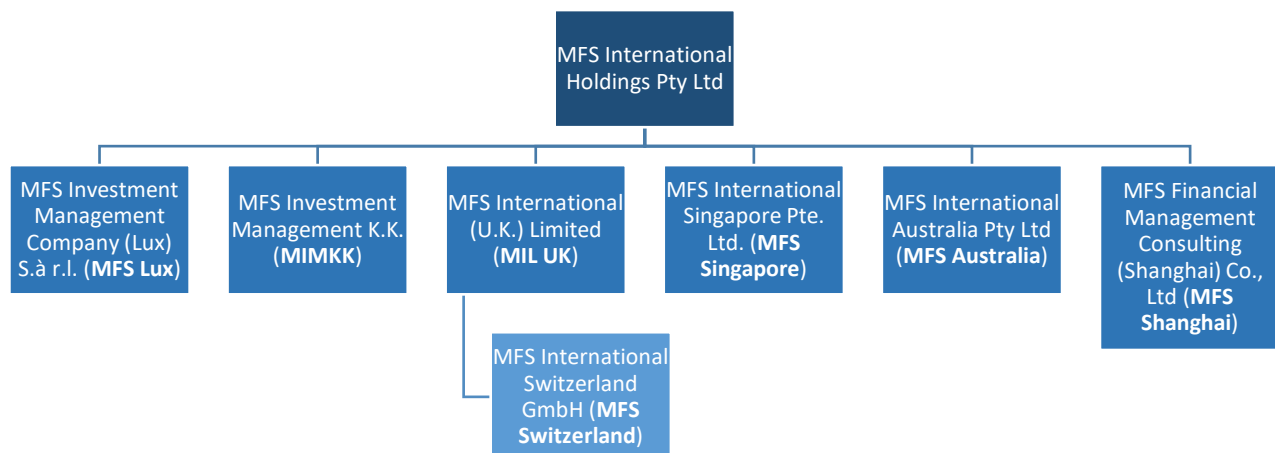 MFS International
Holdings Pty Ltd
MFS Investment
Management
Company (Lux)
S.à r.l. (MFS Lux)
MFS Investment
Management K.K.
(MIMKK)
MFS International
(U.K.) Limited
(MIL UK)
MFS International
Singapore Pte.
Ltd. (MFS
Singapore)
MFS International
Australia Pty Ltd
(MFS Australia)
MFS Financial
Management
Consulting
(Shanghai) Co.,
Ltd (MFS
Shanghai)
MFS International
Switzerland
GmbH (MFS
Switzerland)